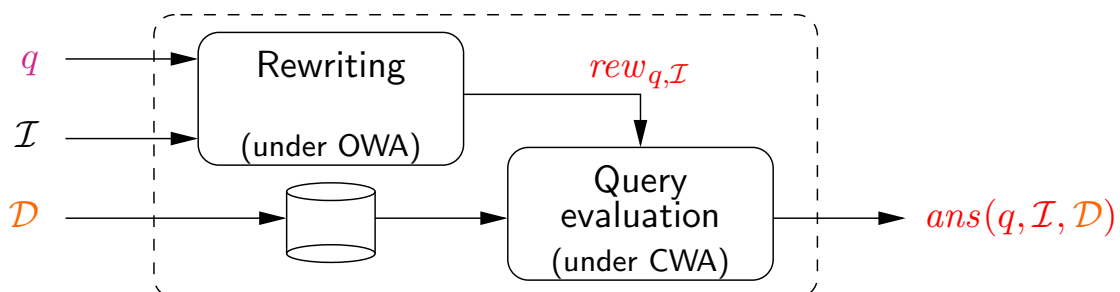 q
Rewriting
rew_{q,ℐ}
ℐ
(under OWA)
𝒟
Query
evaluation
(under CWA)
ans(q, ℐ, 𝒟)